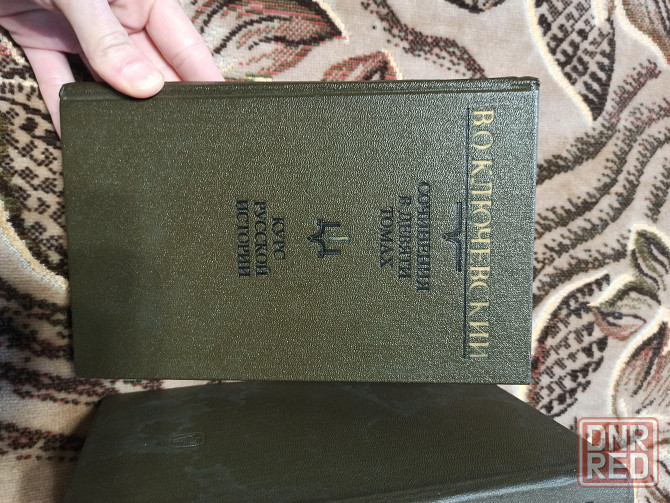 В.О.КЛЮЧЕВСКИЙ
СОЧИНЕНИЯ
В ДЕВЯТИ
ТОМАХ
КУРС
РУССКОЙ
ИСТОРИИ
DNR
RED